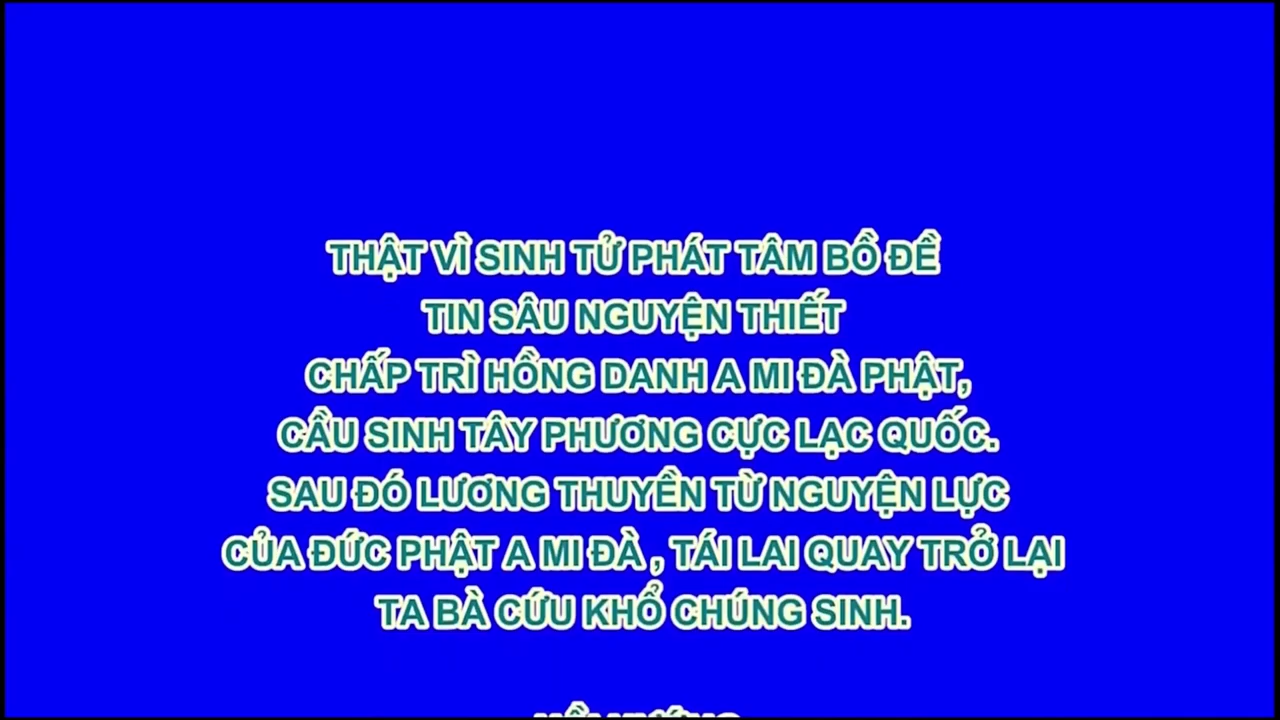 THẬT VÌ SINH TỬ PHÁT TÂM BỒ ĐỀ
TIN SÂU NGUYỆN THIẾT
CHẤP TRÌ HỒNG DANH A MI ĐÀ PHẬT,
CẦU SINH TÂY PHƯƠNG CỰC LẠC QUỐC.
SAU ĐÓ LƯƠNG THUYỀN TỪ NGUYỆN LỰC
CỦA ĐỨC PHẬT A MI ĐÀ , TÁI LAI QUAY TRỞ LẠI
TA BÀ CỨU KHỔ CHÚNG SINH.